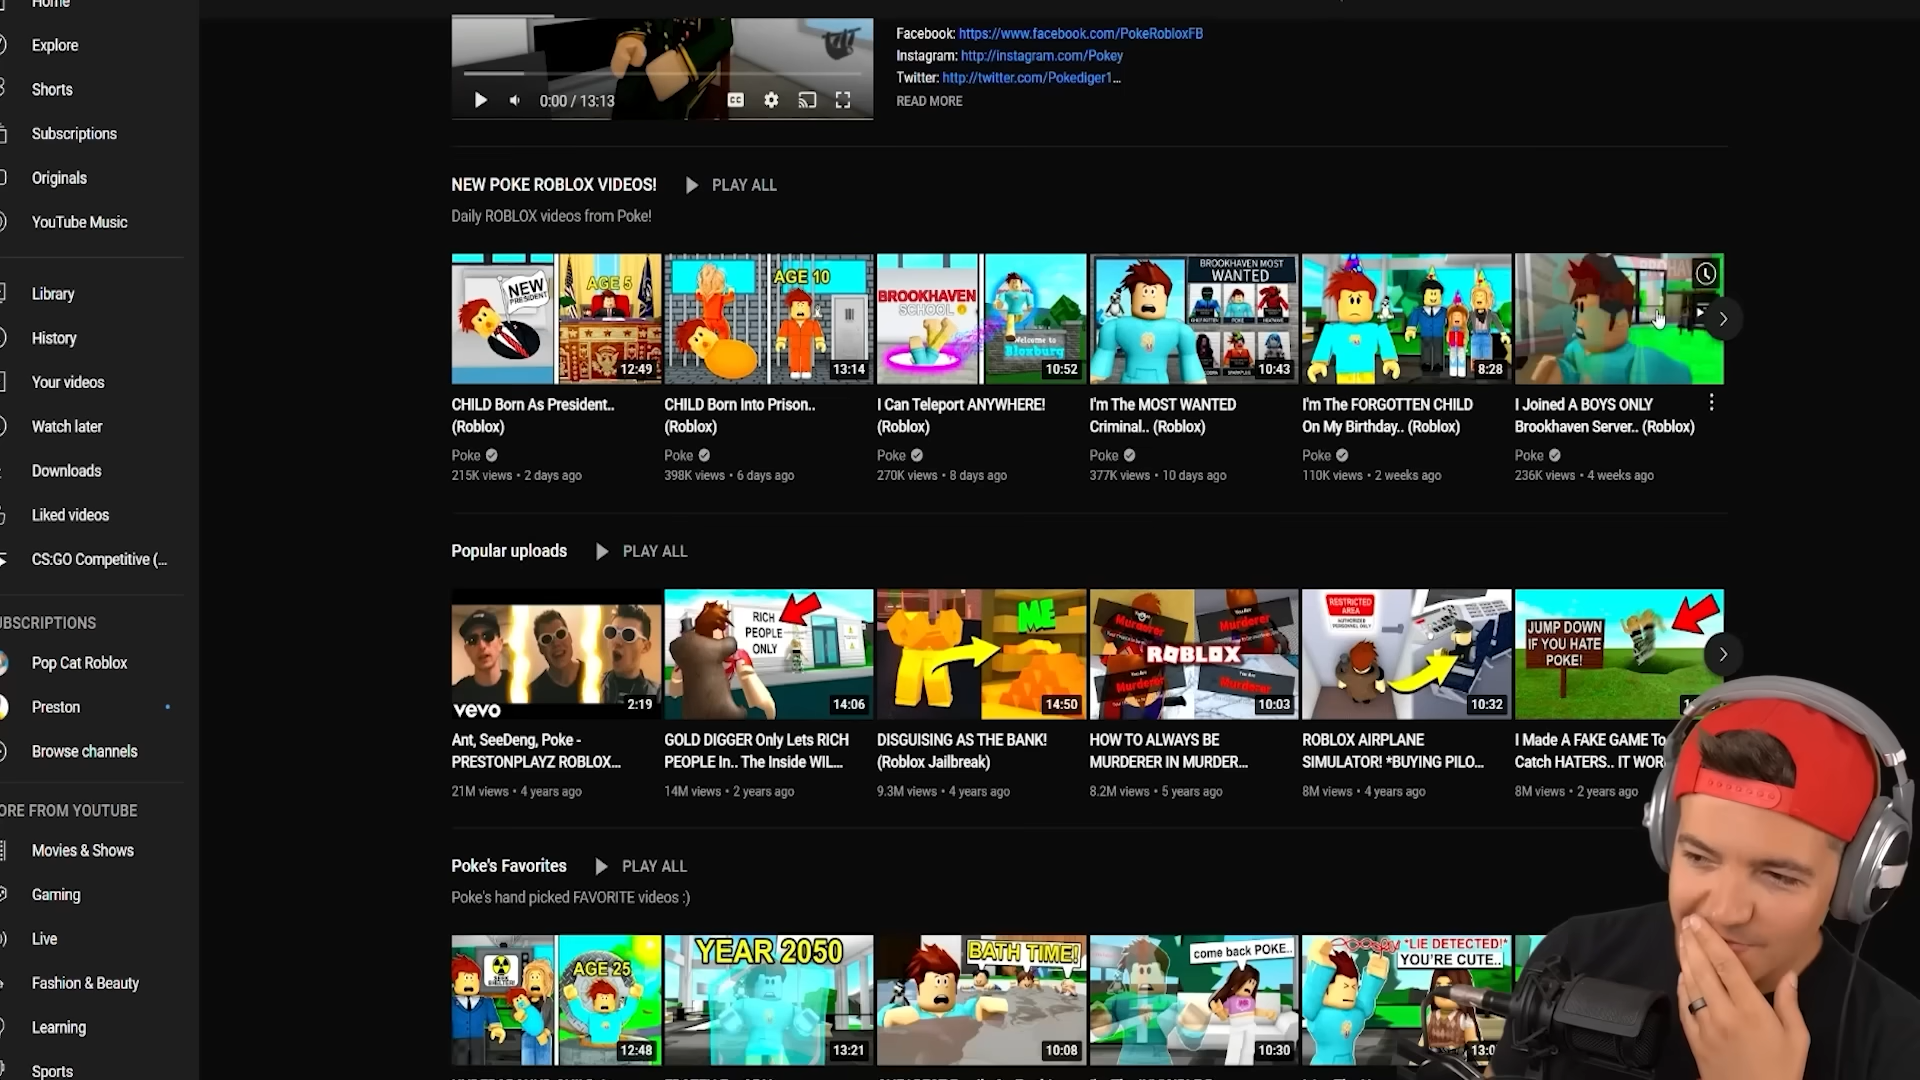 Home
Explore
Shorts
Subscriptions
Originals
YouTube Music
Library
History
Your videos
Watch later
Downloads
Liked videos
CS:GO Competitive (...
UBSCRIPTIONS
Pop Cat Roblox
Preston
Browse channels
ORE FROM YOUTUBE
Movies & Shows
Gaming
Live
Fashion & Beauty
Learning
Sports
0:00 / 13:13
CC
Facebook: https://www.facebook.com/PokeRobloxFB
Instagram: http://instagram.com/Pokey
Twitter: http://twitter.com/Pokediger1...
READ MORE
NEW POKE ROBLOX VIDEOS! PLAY ALL
Daily ROBLOX videos from Poke!
NEW
PRESIDENT
AGE 5
12:49
CHILD Born As President..
(Roblox)
Poke
215K views • 2 days ago
AGE 10
13:14
CHILD Born Into Prison..
(Roblox)
Poke
398K views • 6 days ago
BROOKHAVEN
SCHOOL
Welcome to
Bloxburg
10:52
I Can Teleport ANYWHERE!
(Roblox)
Poke
270K views • 8 days ago
BROOKHAVEN MOST
WANTED
10:43
I'm The MOST WANTED
Criminal.. (Roblox)
Poke
377K views • 10 days ago
8:28
I'm The FORGOTTEN CHILD
On My Birthday.. (Roblox)
Poke
110K views • 2 weeks ago
I Joined A BOYS ONLY
Brookhaven Server.. (Roblox)
Poke
236K views • 4 weeks ago
Popular uploads PLAY ALL
vevo
2:19
Ant, SeeDeng, Poke -
PRESTONPLAYZ ROBLOX...
21M views • 4 years ago
RICH
PEOPLE
ONLY
14:06
GOLD DIGGER Only Lets RICH
PEOPLE In.. The Inside WIL...
14M views • 2 years ago
ME
14:50
DISGUISING AS THE BANK!
(Roblox Jailbreak)
9.3M views • 4 years ago
Murderer
Murderer
ROBLOX
Murderer
Murderer
10:03
HOW TO ALWAYS BE
MURDERER IN MURDER...
8.2M views • 5 years ago
RESTRICTED
AREA
10:32
ROBLOX AIRPLANE
SIMULATOR! *BUYING PILO...
8M views • 4 years ago
JUMP DOWN
IF YOU HATE
POKE!
I Made A FAKE GAME To
Catch HATERS.. IT WOR
8M views • 2 years ago
Poke's Favorites PLAY ALL
Poke's hand picked FAVORITE videos :)
AGE 25
12:48
YEAR 2050
13:21
BATH TIME!
10:08
come back POKE..
10:30
*LIE DETECTED!*
YOU'RE CUTE..
13:0